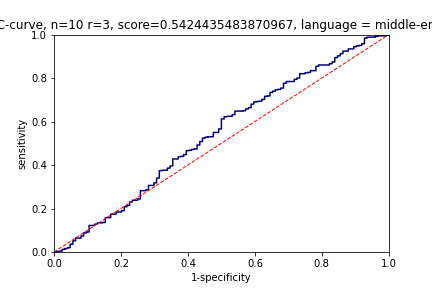 C-curve, n=10 r=3, score=0.5424435483870967, language = middle-er
1.0
0.8
0.6
0.4
0.2
0.0
sensitivity
0.0 0.2 0.4 0.6 0.8 1.0
1-specificity